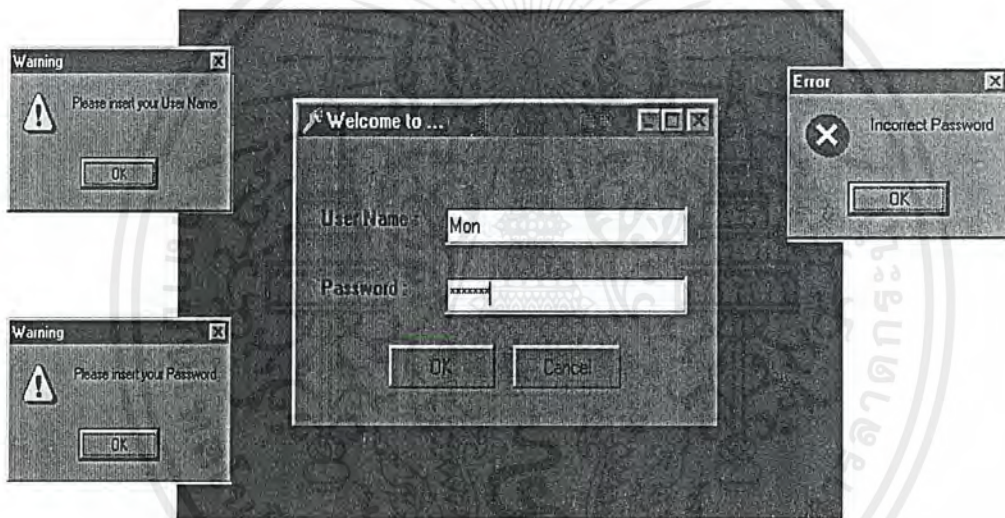 Warning
Please insert your User Name
OK
Welcome to ...
User Name :
Mon
Password :
*******
OK
Cancel
Error
Incorrect Password
OK
Warning
Please insert your Password
OK